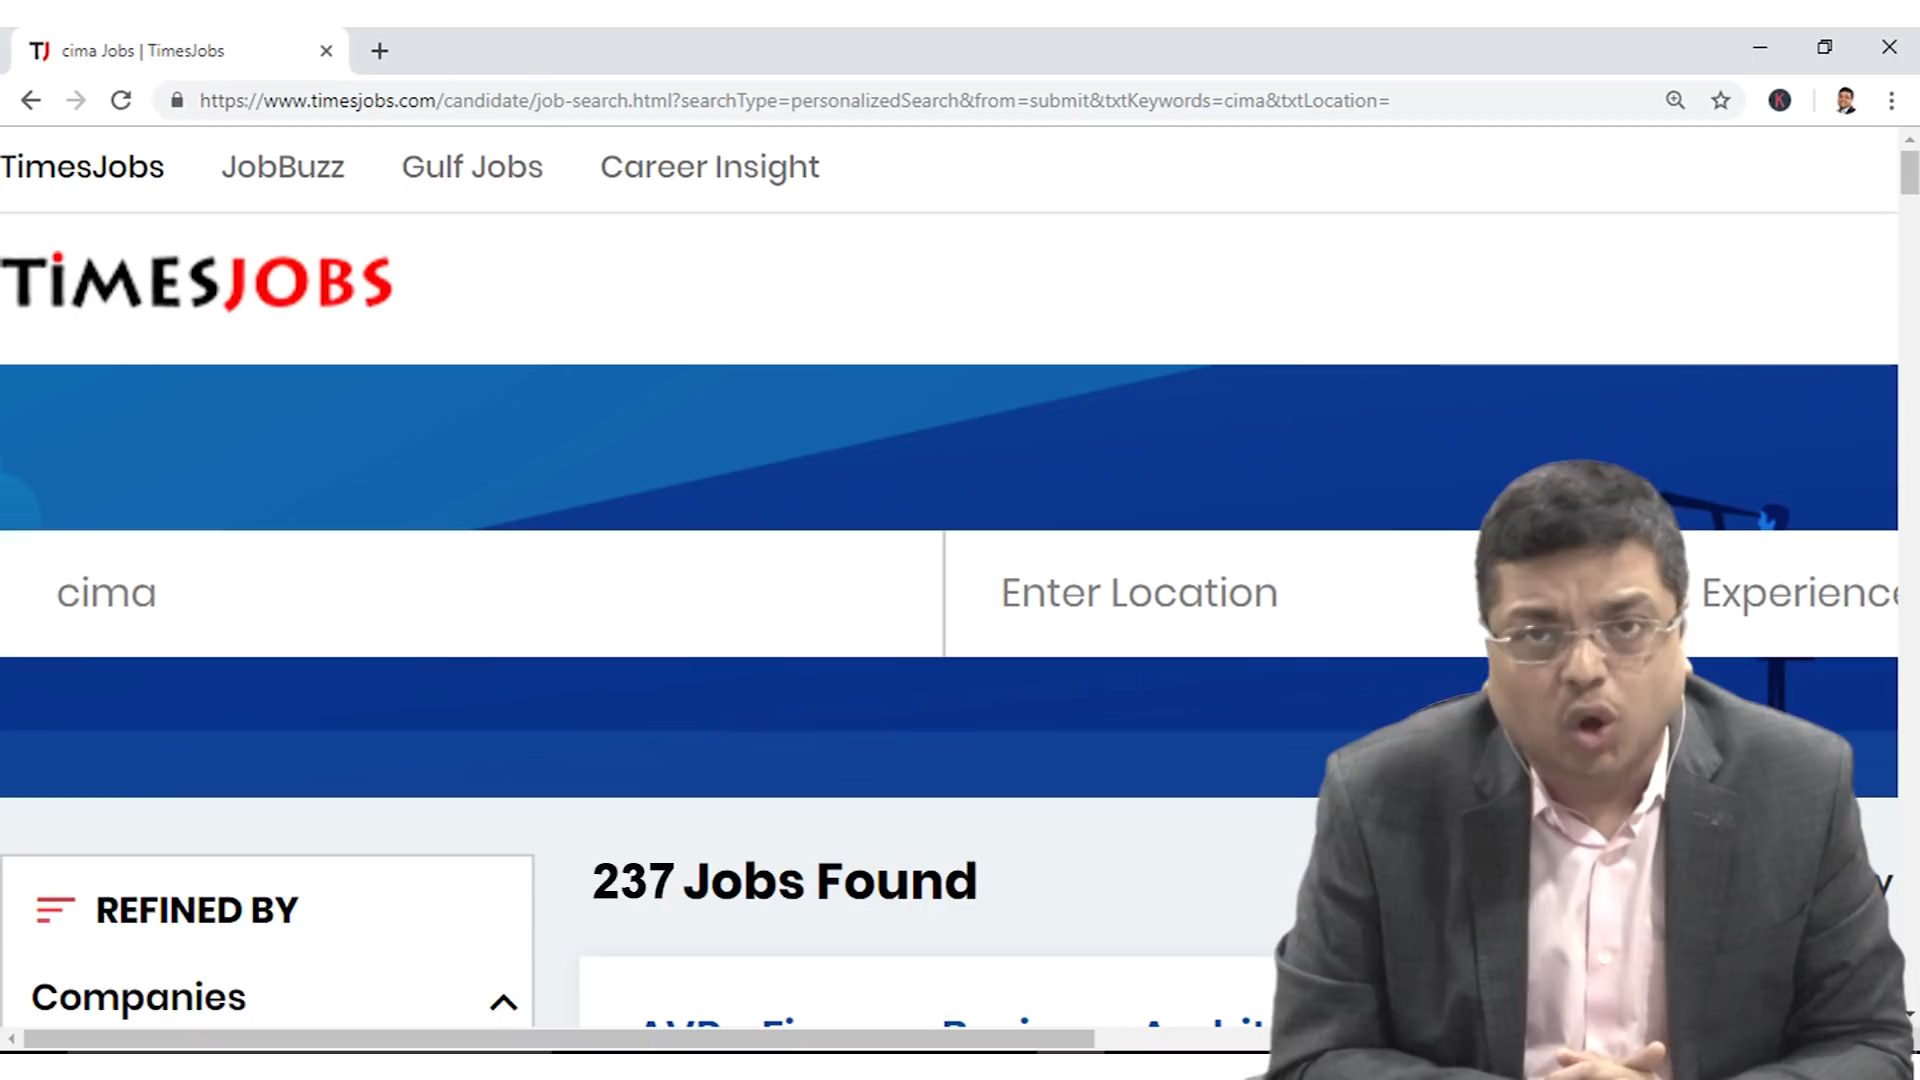 TJ cima Jobs | TimesJobs
https://www.timesjobs.com/candidate/job-search.html?searchType=personalizedSearch&from=submit&txtKeywords=cima&txtLocation=
K
TimesJobs JobBuzz Gulf Jobs Career Insight
TiMESJOBS
cima Enter Location Experience
237 Jobs Found
REFINED BY
Companies